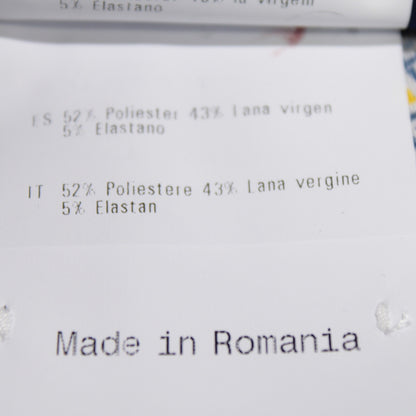 5% Elastano
ES 52% Poliester 43% Lana virgen
5% Elastano
IT 52% Poliestere 43% Lana vergine
5% Elastan
Made in Romania